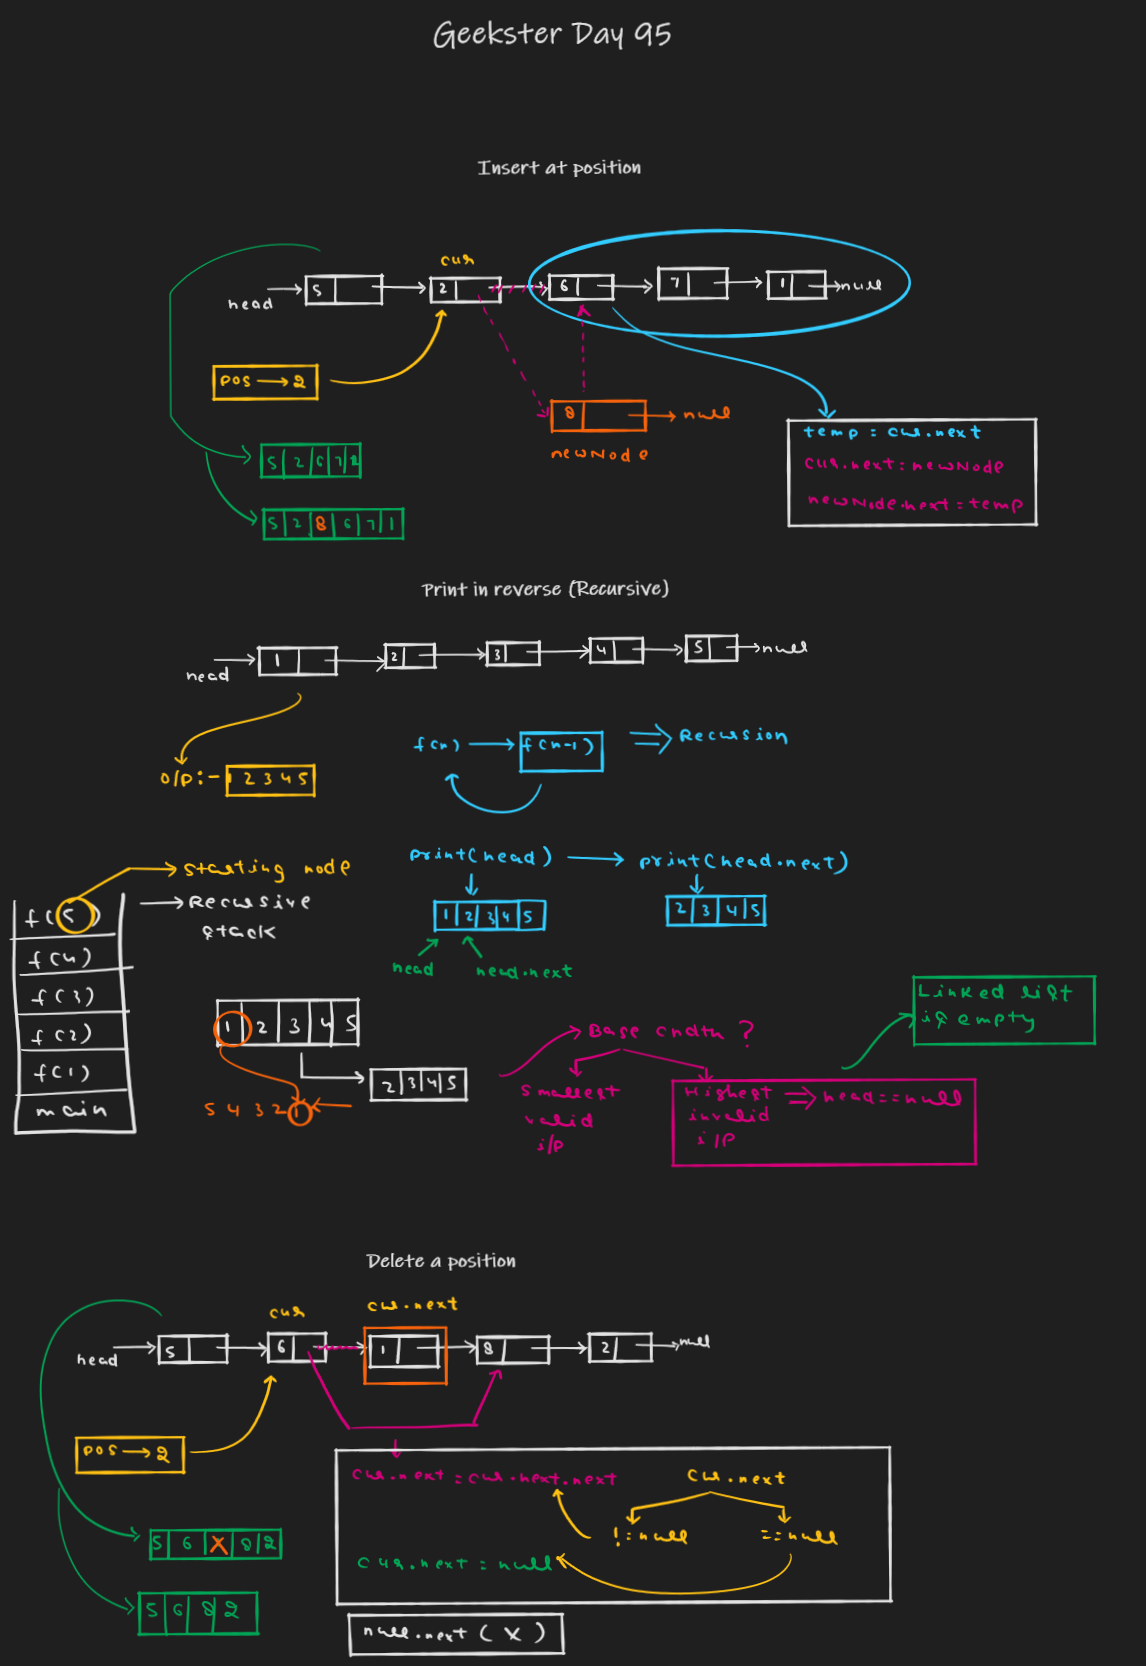 Geekster Day 95
Insert at position
cur
head
5
2
6
7
1
null
pos → 2
8
null
newNode
temp = cur.next
cur.next = newNode
newNode.next = temp
5 2 6 7
5 2 8 6 7 1
Print in reverse (Recursive)
head
1
2
3
4
5
null
f(n) → f(n-1) ⇒ Recursion
o/p:- 1 2 3 4 5
print(head) → print(head.next)
1 2 3 4 5
2 3 4 5
head
head.next
starting node
Recursive
stack
f(5)
f(4)
f(3)
f(2)
f(1)
main
1 2 3 4 5
2 3 4 5
5 4 3 2 1
Base cndtn ?
Smallest
valid
i/p
Highest ⇒ head==null
invalid
i/p
Linked list
is empty
Delete a position
cur
cur.next
head
5
6
1
8
2
null
pos → 2
cur.next = cur.next.next
cur.next
!=null
==null
cur.next = null
5 6 X 8 2
5 6 8 2
null.next ( X )